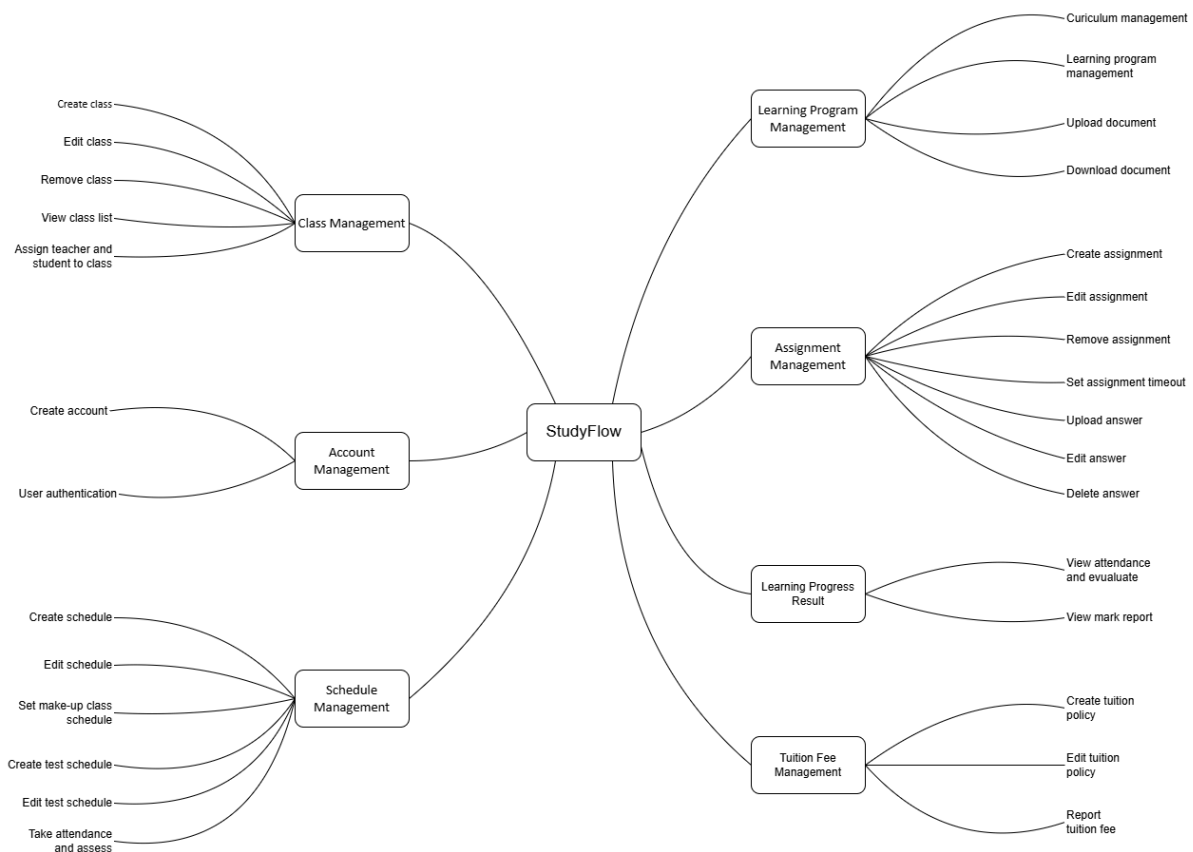 Create class
Edit class
Remove class
View class list
Assign teacher and
student to class
Class Management
Create account
User authentication
Account
Management
Create schedule
Edit schedule
Set make-up class
schedule
Create test schedule
Edit test schedule
Take attendance
and assess
Schedule
Management
StudyFlow
Learning Program
Management
Curiculum management
Learning program
management
Upload document
Download document
Assignment
Management
Create assignment
Edit assignment
Remove assignment
Set assignment timeout
Upload answer
Edit answer
Delete answer
Learning Progress
Result
View attendance
and evualuate
View mark report
Tuition Fee
Management
Create tuition
policy
Edit tuition
policy
Report
tuition fee